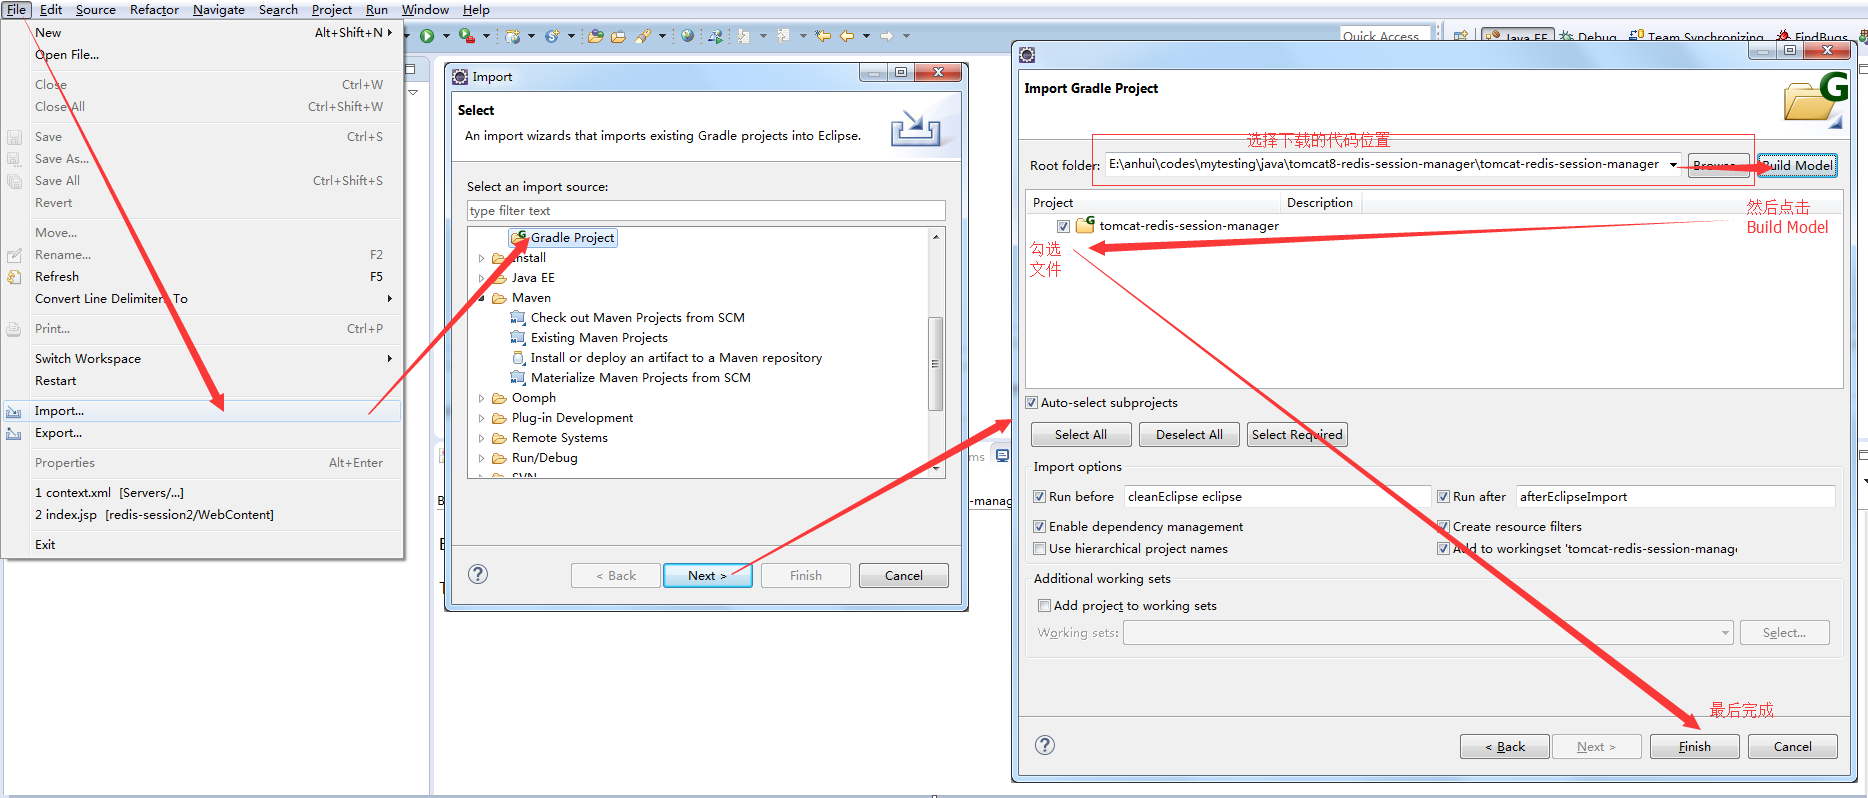 File Edit Source Refactor Navigate Search Project Run Window Help
New Alt+Shift+N
Open File...
Close Ctrl+W
Close All Ctrl+Shift+W
Save Ctrl+S
Save As...
Save All Ctrl+Shift+S
Revert
Move...
Rename... F2
Refresh F5
Convert Line Delimiters To
Print... Ctrl+P
Switch Workspace
Restart
Import...
Export...
Properties Alt+Enter
1 context.xml [Servers/...]
2 index.jsp [redis-session2/WebContent]
Exit
Quick Access
Java EE Debug Team Synchronizing FindBugs
Import
Select
An import wizards that imports existing Gradle projects into Eclipse.
Select an import source:
type filter text
Gradle Project
Install
Java EE
Maven
Check out Maven Projects from SCM
Existing Maven Projects
Install or deploy an artifact to a Maven repository
Materialize Maven Projects from SCM
Oomph
Plug-in Development
Remote Systems
Run/Debug
SVN
< Back Next > Finish Cancel
Import Gradle Project
选择下载的代码位置
Root folder: E:\anhui\codes\mytesting\java\tomcat8-redis-session-manager\tomcat-redis-session-manager Browse... Build Model
Project Description
tomcat-redis-session-manager
然后点击
Build Model
勾选
文件
Auto-select subprojects
Select All Deselect All Select Required
Import options
Run before cleanEclipse eclipse Run after afterEclipseImport
Enable dependency management Create resource filters
Use hierarchical project names Add to workingset 'tomcat-redis-session-manage
Additional working sets
Add project to working sets
Working sets: Select...
最后完成
< Back Next > Finish Cancel